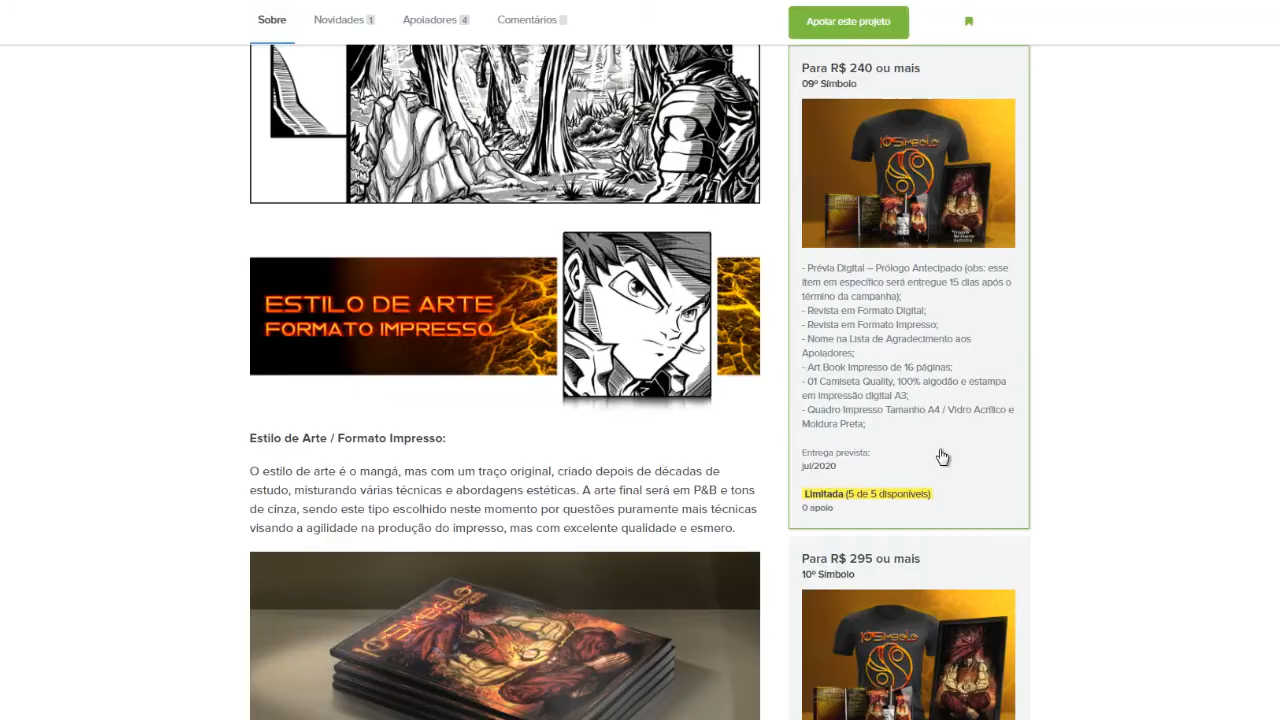 Sobre
Novidades 1
Apoiadores 4
Comentários
Apoiar este projeto
ESTILO DE ARTE
FORMATO IMPRESSO
Estilo de Arte / Formato Impresso:
O estilo de arte é o mangá, mas com um traço original, criado depois de décadas de
estudo, misturando várias técnicas e abordagens estéticas. A arte final será em P&B e tons
de cinza, sendo este tipo escolhido neste momento por questões puramente mais técnicas
visando a agilidade na produção do impresso, mas com excelente qualidade e esmero.
10º SÍMBOLO
Para R$ 240 ou mais
09º Símbolo
10º SÍMBOLO
- Prévia Digital – Prólogo Antecipado (obs: esse
item em específico será entregue 15 dias após o
término da campanha);
- Revista em Formato Digital;
- Revista em Formato Impresso;
- Nome na Lista de Agradecimento aos
Apoiadores;
- Art Book Impresso de 16 páginas;
- 01 Camiseta Quality, 100% algodão e estampa
em impressão digital A3;
- Quadro Impresso Tamanho A4 / Vidro Acrílico e
Moldura Preta;
Entrega prevista:
jul/2020
Limitada (5 de 5 disponíveis)
0 apoio
Para R$ 295 ou mais
10º Símbolo
10º SÍMBOLO